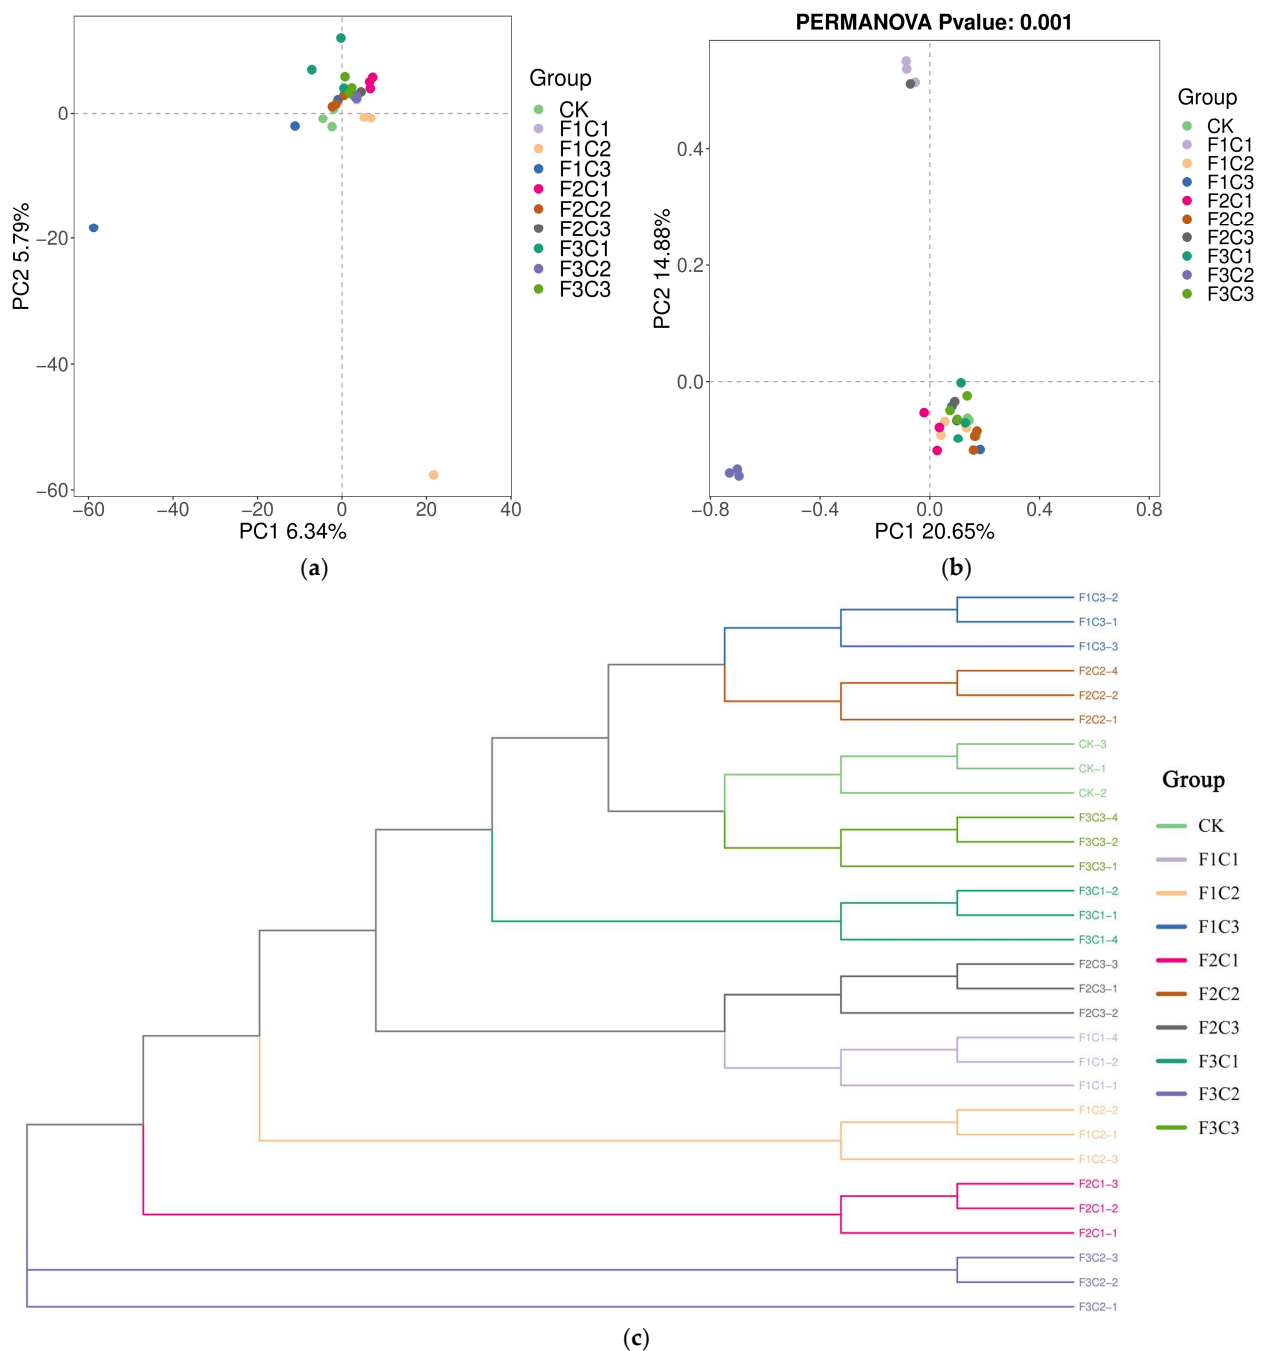 PERMANOVA Pvalue: 0.001
0
−20
−40
−60
PC2 5.79%
−60
−40
−20
0
20
40
PC1 6.34%
(a)
Group
CK
F1C1
F1C2
F1C3
F2C1
F2C2
F2C3
F3C1
F3C2
F3C3
0.4
0.2
0.0
PC2 14.88%
−0.8
−0.4
0.0
0.4
0.8
PC1 20.65%
(b)
Group
CK
F1C1
F1C2
F1C3
F2C1
F2C2
F2C3
F3C1
F3C2
F3C3
F1C3−2
F1C3−1
F1C3−3
F2C2−4
F2C2−2
F2C2−1
CK−3
CK−1
CK−2
F3C3−4
F3C3−2
F3C3−1
F3C1−2
F3C1−1
F3C1−4
F2C3−3
F2C3−1
F2C3−2
F1C1−4
F1C1−2
F1C1−1
F1C2−2
F1C2−1
F1C2−3
F2C1−3
F2C1−2
F2C1−1
F3C2−3
F3C2−2
F3C2−1
Group
CK
F1C1
F1C2
F1C3
F2C1
F2C2
F2C3
F3C1
F3C2
F3C3
(c)